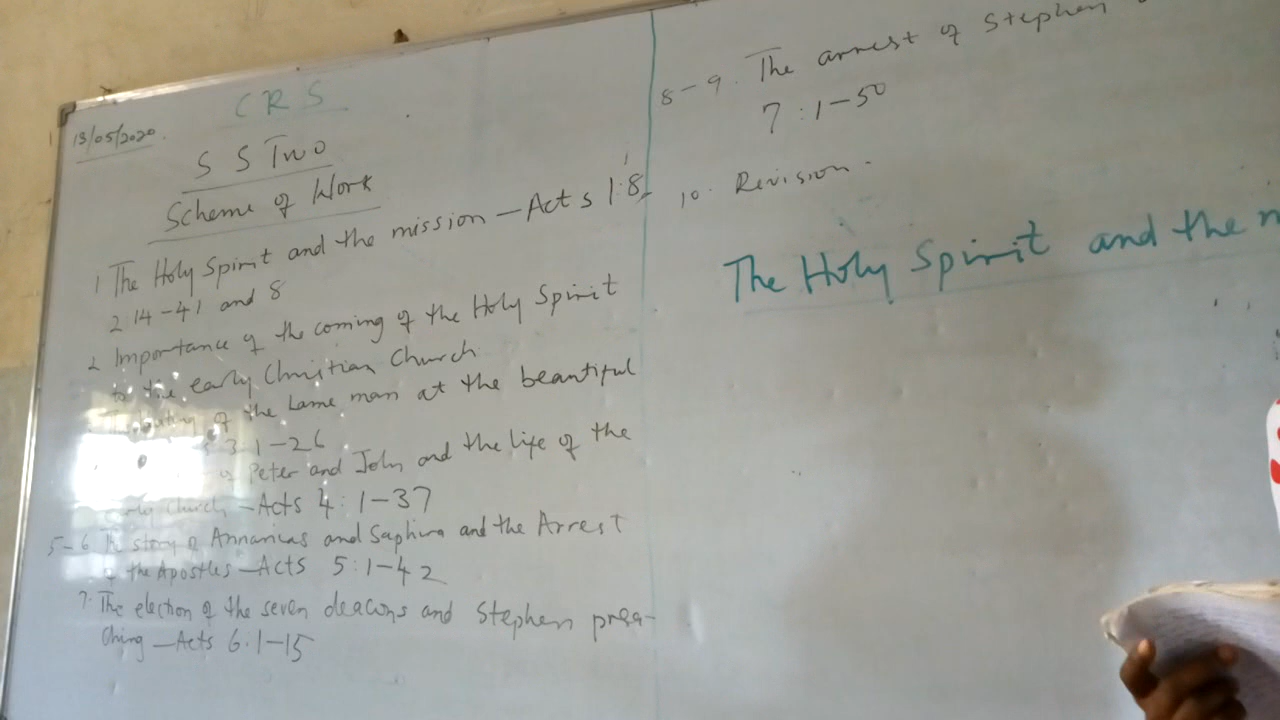 CRS
13/05/2020.
SS Two
Scheme of Work
1 The Holy Spirit and the mission - Acts 1:8
2:14-41 and 8
2 Importance of the coming of the Holy Spirit
to the early Christian Church
of the Lame man at the beautiful
3:1-26
Peter and John and the life of the
Early Church - Acts 4:1-37
5-6 The story of Annanias and Saphira and the Arrest
of the Apostles - Acts 5:1-42
7. The election of the seven deacons and Stephen prea-
ching - Acts 6:1-15
8-9. The arrest of Stephen
7:1-50
10. Revision.
The Holy Spirit and the